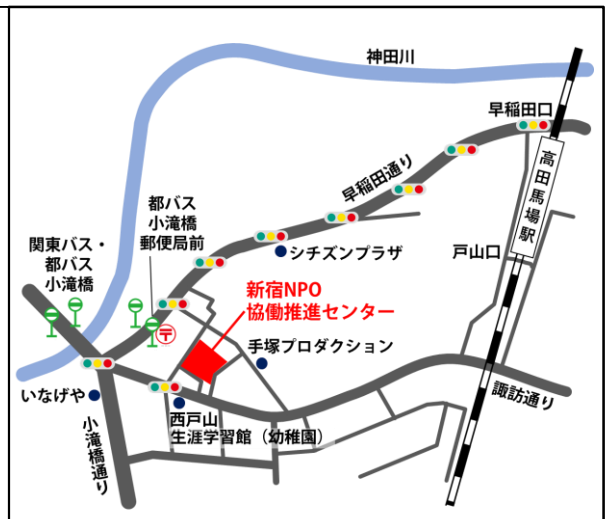 神田川
早稲田口
早稲田通り
高田馬場駅
都バス
小滝橋
郵便局前
関東バス・
都バス
小滝橋
シチズンプラザ
戸山口
新宿NPO
協働推進センター
手塚プロダクション
いなげや
西戸山
生涯学習館（幼稚園）
諏訪通り
小滝橋通り